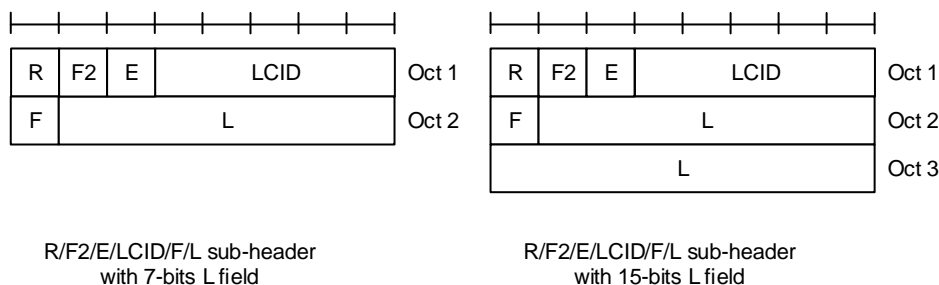 R F2 E LCID Oct 1
F L Oct 2
R/F2/E/LCID/F/L sub-header
with 7-bits L field
R F2 E LCID Oct 1
F L Oct 2
L Oct 3
R/F2/E/LCID/F/L sub-header
with 15-bits L field